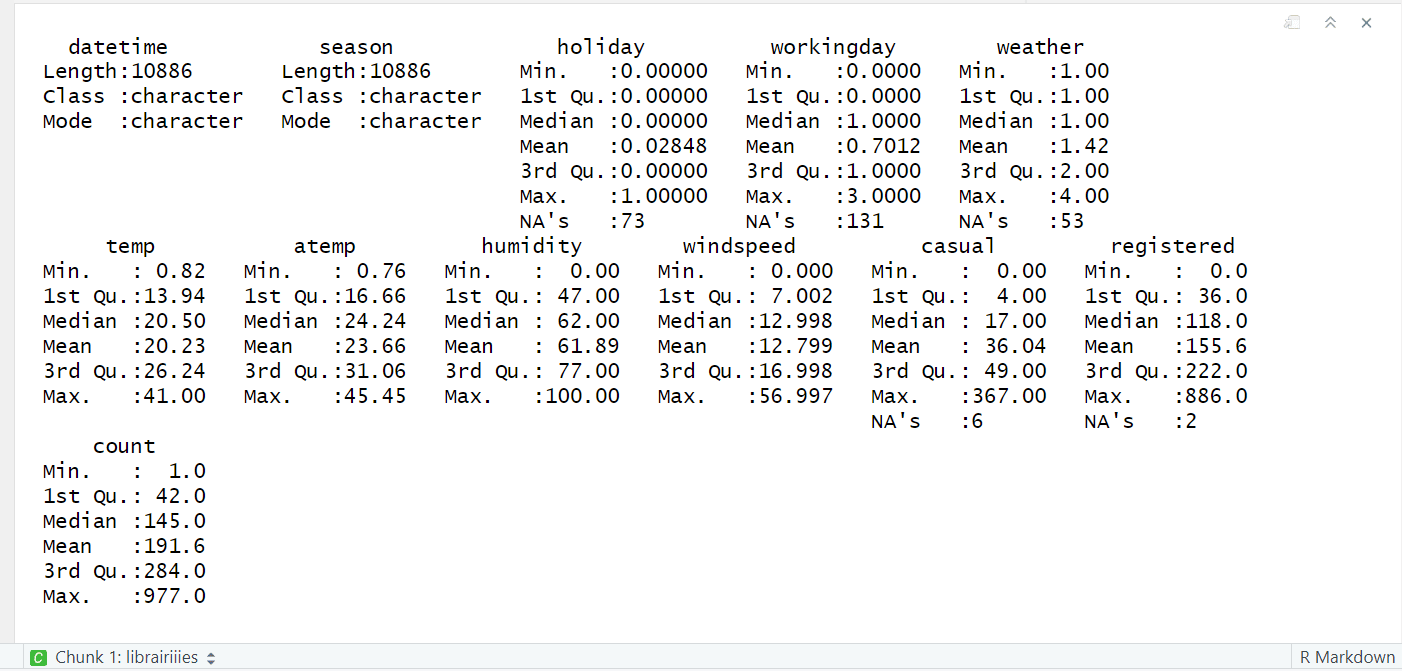 datetime season holiday workingday weather
Length:10886 Length:10886 Min. :0.00000 Min. :0.0000 Min. :1.00
Class :character Class :character 1st Qu.:0.00000 1st Qu.:0.0000 1st Qu.:1.00
Mode :character Mode :character Median :0.00000 Median :1.0000 Median :1.00
Mean :0.02848 Mean :0.7012 Mean :1.42
3rd Qu.:0.00000 3rd Qu.:1.0000 3rd Qu.:2.00
Max. :1.00000 Max. :3.0000 Max. :4.00
NA's :73 NA's :131 NA's :53
temp atemp humidity windspeed casual registered
Min. : 0.82 Min. : 0.76 Min. : 0.00 Min. : 0.000 Min. : 0.00 Min. : 0.0
1st Qu.:13.94 1st Qu.:16.66 1st Qu.: 47.00 1st Qu.: 7.002 1st Qu.: 4.00 1st Qu.: 36.0
Median :20.50 Median :24.24 Median : 62.00 Median :12.998 Median : 17.00 Median :118.0
Mean :20.23 Mean :23.66 Mean : 61.89 Mean :12.799 Mean : 36.04 Mean :155.6
3rd Qu.:26.24 3rd Qu.:31.06 3rd Qu.: 77.00 3rd Qu.:16.998 3rd Qu.: 49.00 3rd Qu.:222.0
Max. :41.00 Max. :45.45 Max. :100.00 Max. :56.997 Max. :367.00 Max. :886.0
NA's :6 NA's :2
count
Min. : 1.0
1st Qu.: 42.0
Median :145.0
Mean :191.6
3rd Qu.:284.0
Max. :977.0
C Chunk 1: librairiiies R Markdown